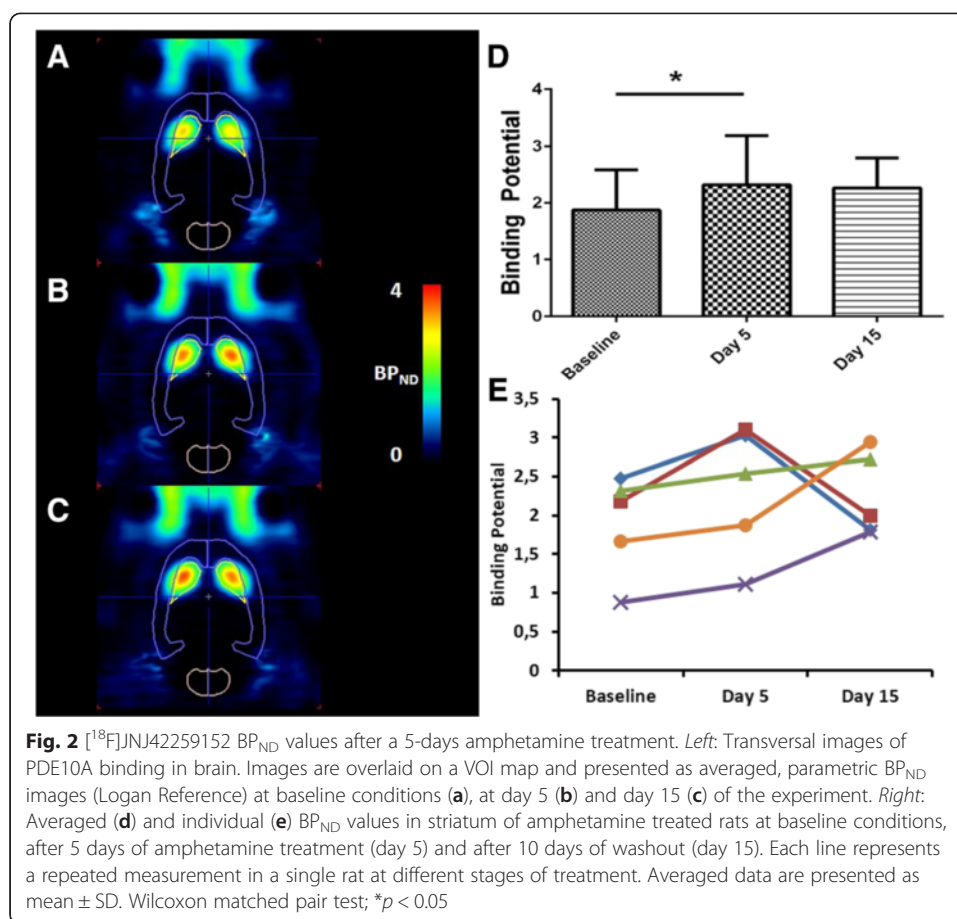 A
B
C
4
BP_ND
0
D
*
Binding Potential
4
3
2
1
0
Baseline
Day 5
Day 15
E
Binding Potential
3,5
3
2,5
2
1,5
1
0,5
0
Baseline
Day 5
Day 15
Fig. 2 [¹⁸F]JNJ42259152 BP_ND values after a 5-days amphetamine treatment. Left: Transversal images of
PDE10A binding in brain. Images are overlaid on a VOI map and presented as averaged, parametric BP_ND
images (Logan Reference) at baseline conditions (a), at day 5 (b) and day 15 (c) of the experiment. Right:
Averaged (d) and individual (e) BP_ND values in striatum of amphetamine treated rats at baseline conditions,
after 5 days of amphetamine treatment (day 5) and after 10 days of washout (day 15). Each line represents
a repeated measurement in a single rat at different stages of treatment. Averaged data are presented as
mean ± SD. Wilcoxon matched pair test; *p < 0.05